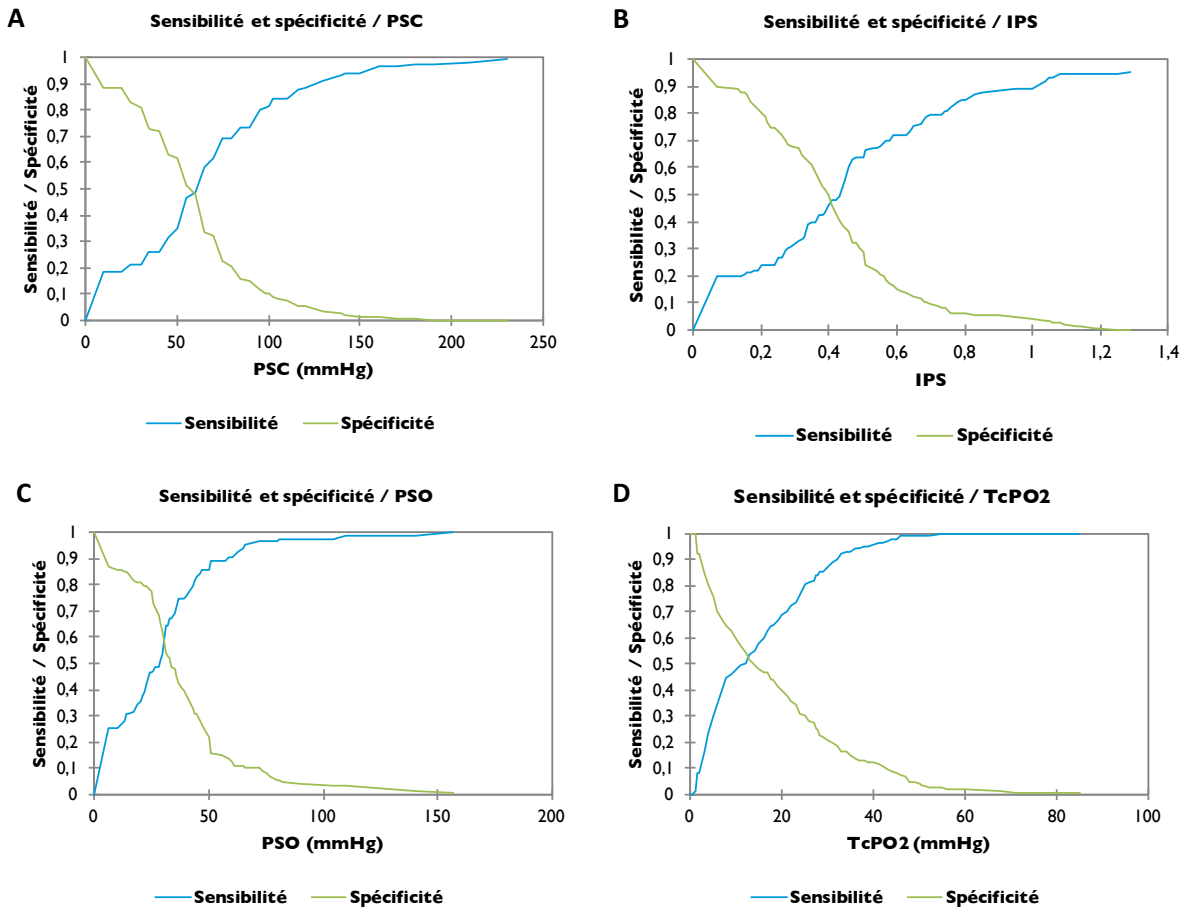 A
Sensibilité et spécificité / PSC
Sensibilité / Spécificité
1
0,9
0,8
0,7
0,6
0,5
0,4
0,3
0,2
0,1
0
0 50 100 150 200 250
PSC (mmHg)
Sensibilité Spécificité
B
Sensibilité et spécificité / IPS
Sensibilité / Spécificité
1
0,9
0,8
0,7
0,6
0,5
0,4
0,3
0,2
0,1
0
0 0,2 0,4 0,6 0,8 1 1,2 1,4
IPS
Sensibilité Spécificité
C
Sensibilité et spécificité / PSO
Sensibilité / Spécificité
1
0,9
0,8
0,7
0,6
0,5
0,4
0,3
0,2
0,1
0
0 50 100 150 200
PSO (mmHg)
Sensibilité Spécificité
D
Sensibilité et spécificité / TcPO2
Sensibilité / Spécificité
1
0,9
0,8
0,7
0,6
0,5
0,4
0,3
0,2
0,1
0
0 20 40 60 80 100
TcPO2 (mmHg)
Sensibilité Spécificité